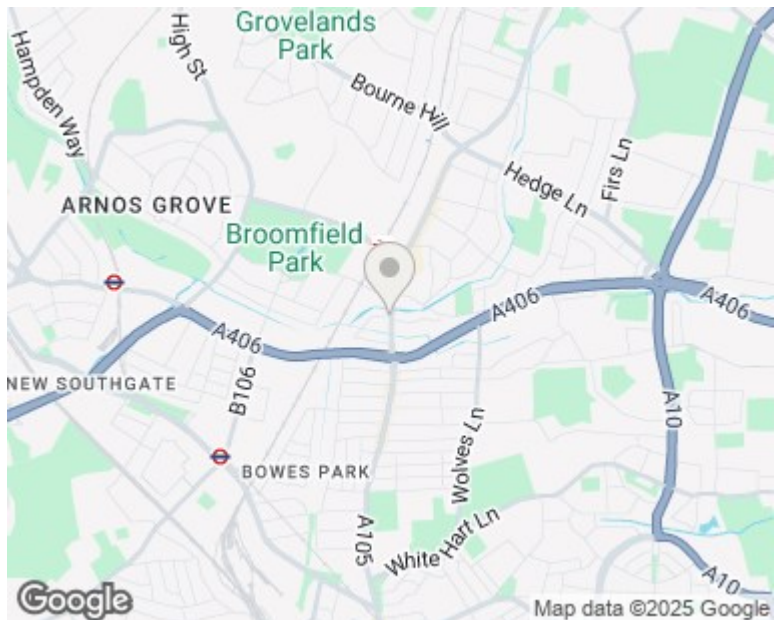 Grovelands
Park
High St
Hampden Way
Bourne Hill
Firs Ln
Hedge Ln
ARNOS GROVE
Broomfield
Park
A406
A406
A406
NEW SOUTHGATE
B106
A10
Wolves Ln
BOWES PARK
A105
White Hart Ln
A10
Google
Map data ©2025 Google